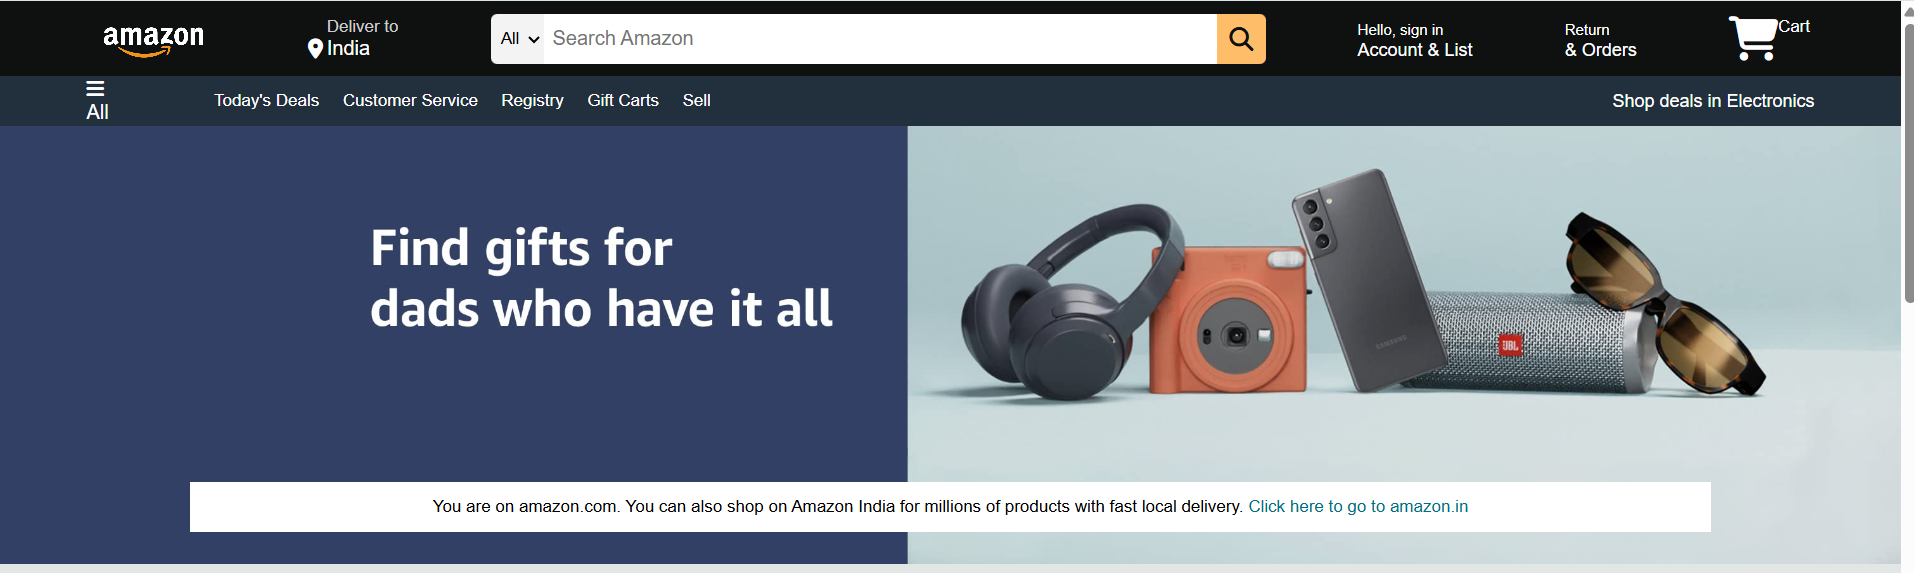 amazon
Deliver to
India
All
Search Amazon
Hello, sign in
Account & List
Return
& Orders
Cart
All
Today's Deals
Customer Service
Registry
Gift Carts
Sell
Shop deals in Electronics
Find gifts for
dads who have it all
SAMSUNG
JBL
You are on amazon.com. You can also shop on Amazon India for millions of products with fast local delivery. Click here to go to amazon.in